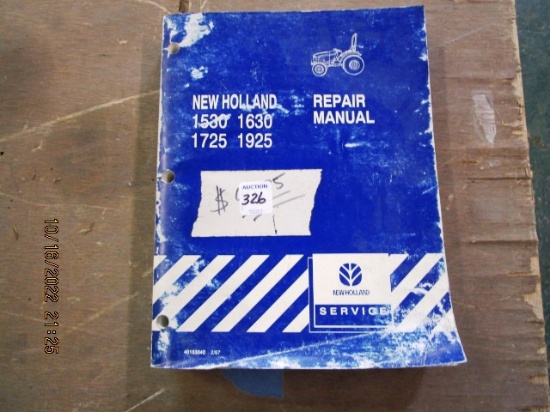 NEW HOLLAND
1530 1630
1725 1925
REPAIR
MANUAL
AUCTION
326
$
NEW HOLLAND
SERVICE
10/16/2022 21:25